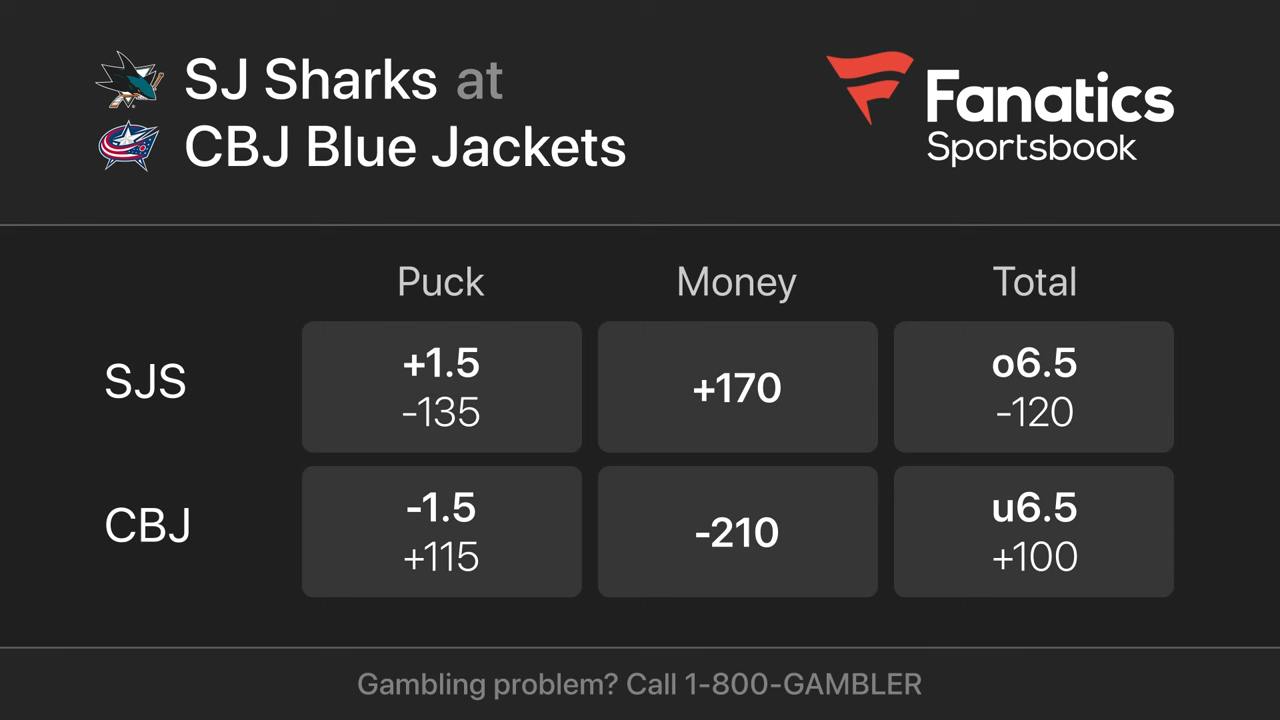 SJ Sharks at
CBJ Blue Jackets
Fanatics
Sportsbook
Puck Money Total
SJS +1.5 -135 +170 o6.5 -120
CBJ -1.5 +115 -210 u6.5 +100
Gambling problem? Call 1-800-GAMBLER